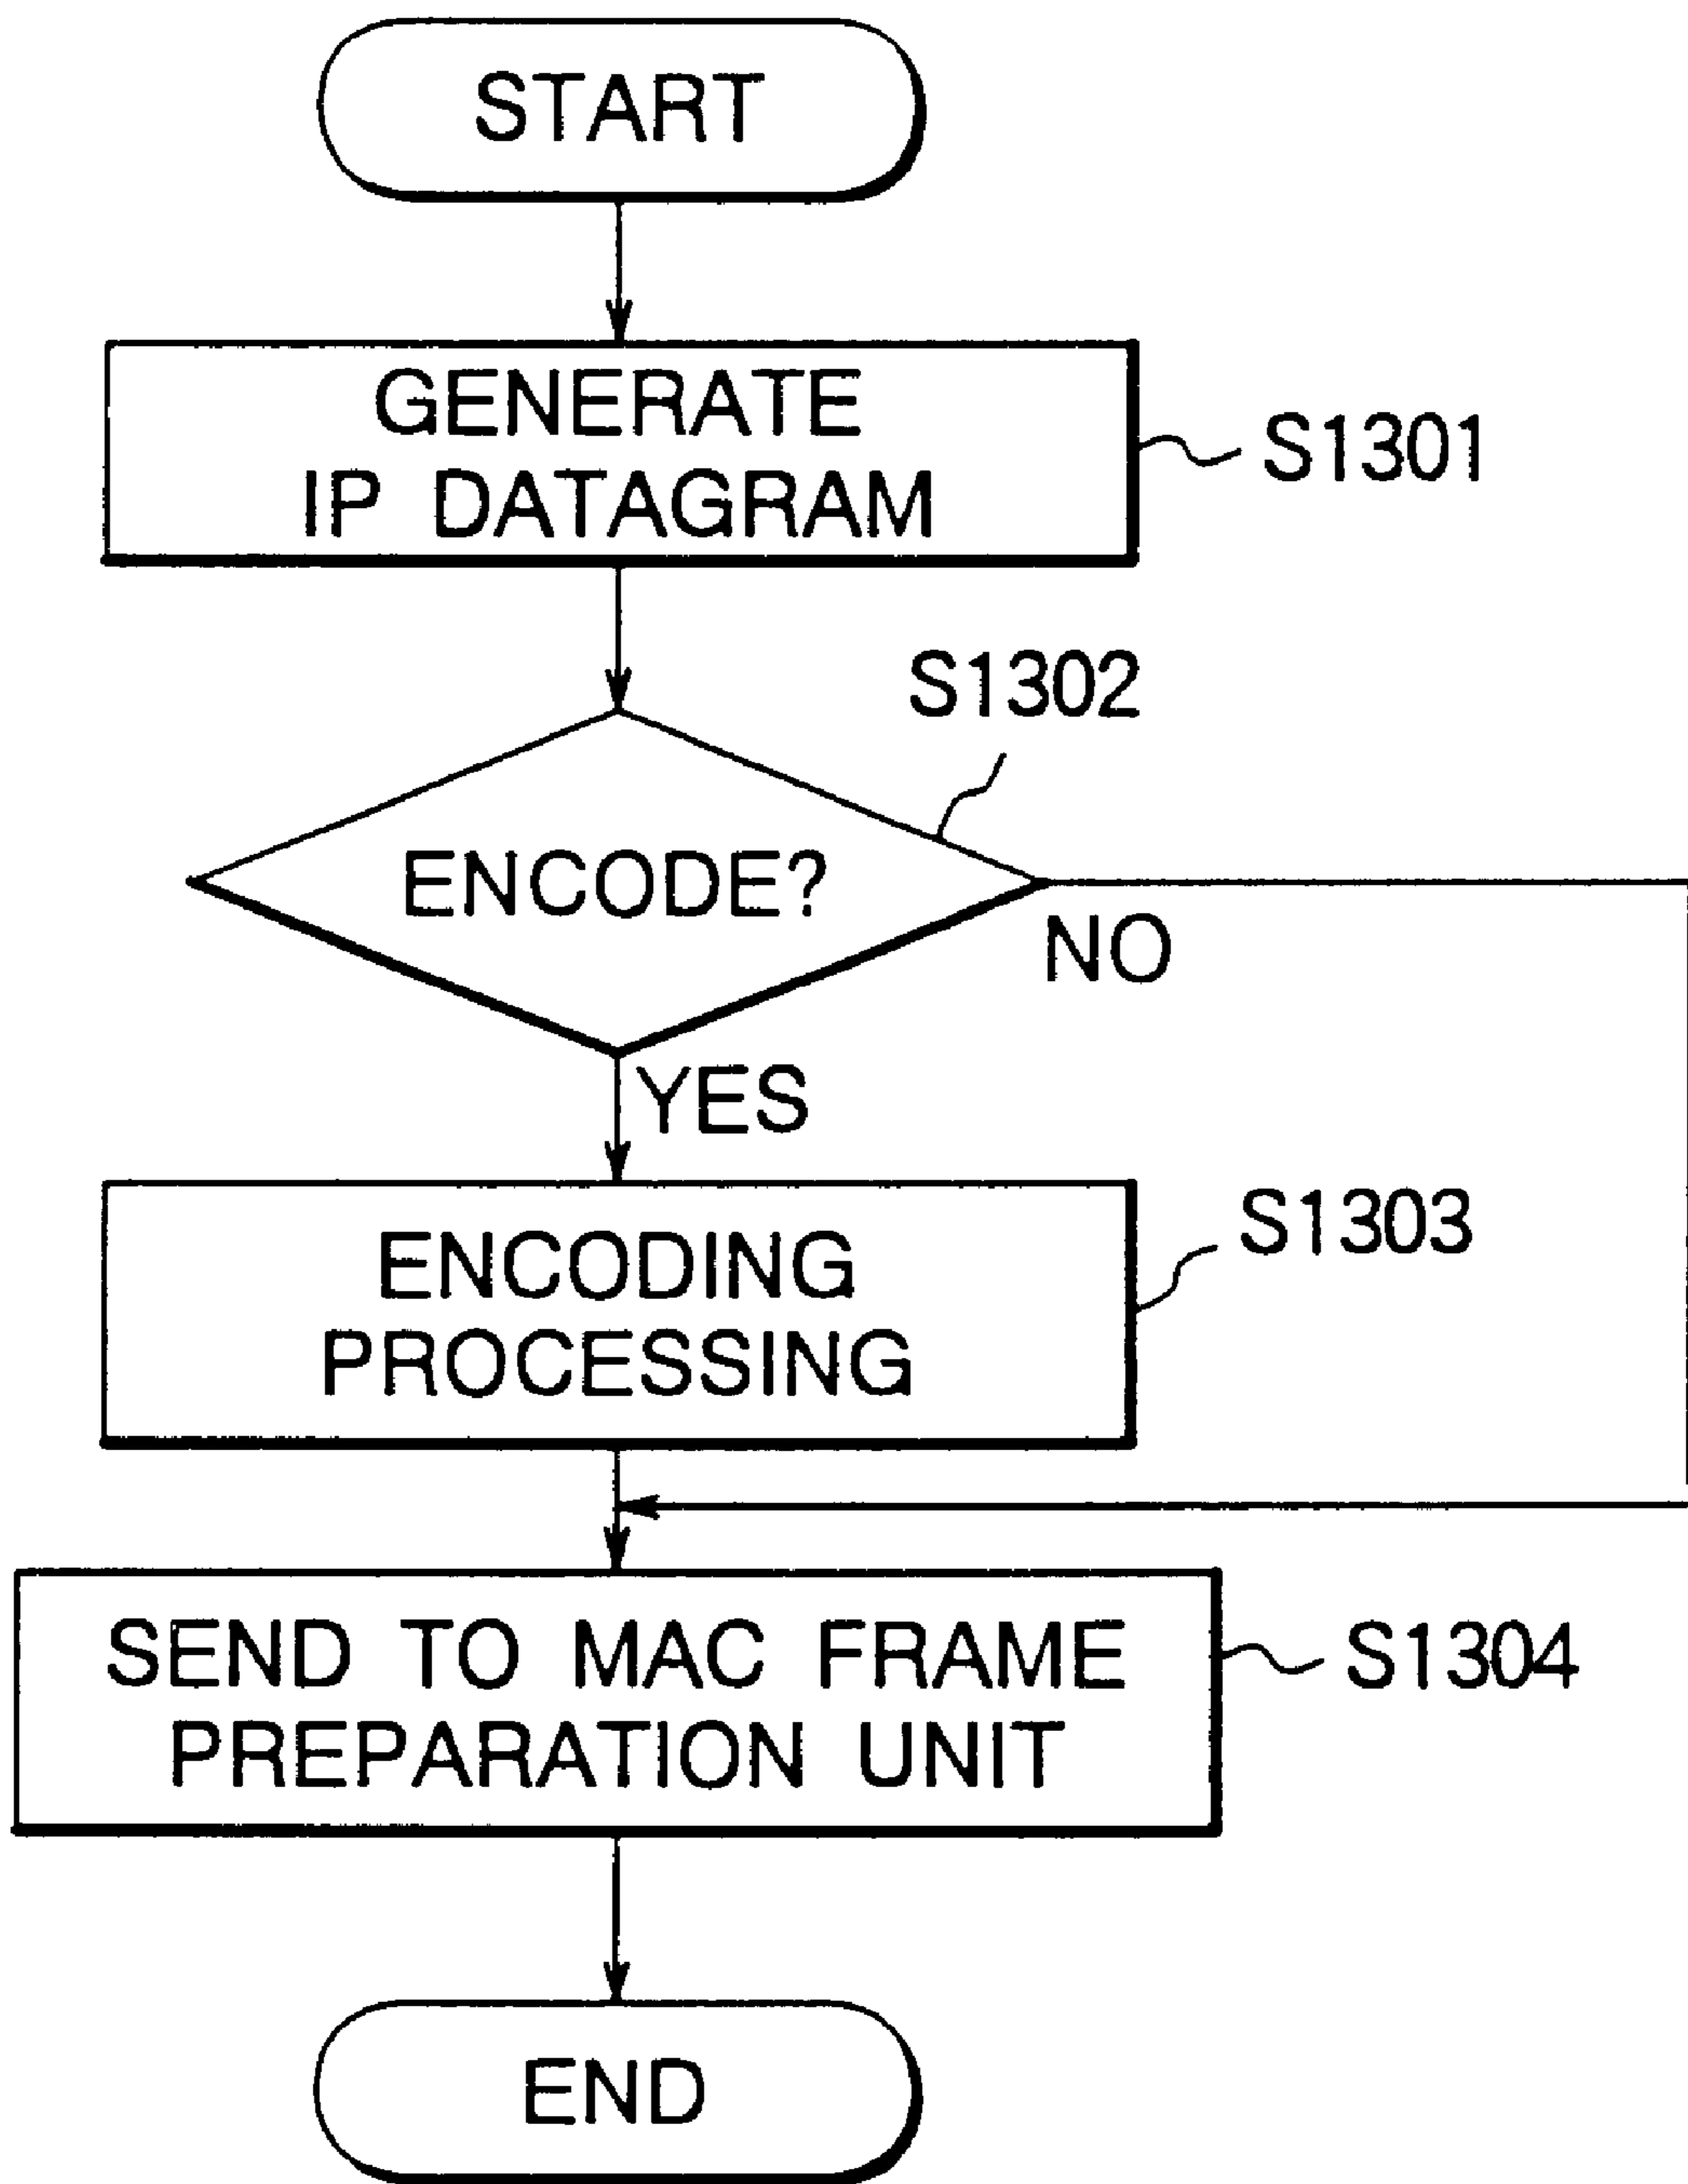 START
GENERATE
IP DATAGRAM
S1301
S1302
ENCODE?
NO
YES
ENCODING
PROCESSING
S1303
SEND TO MAC FRAME
PREPARATION UNIT
S1304
END